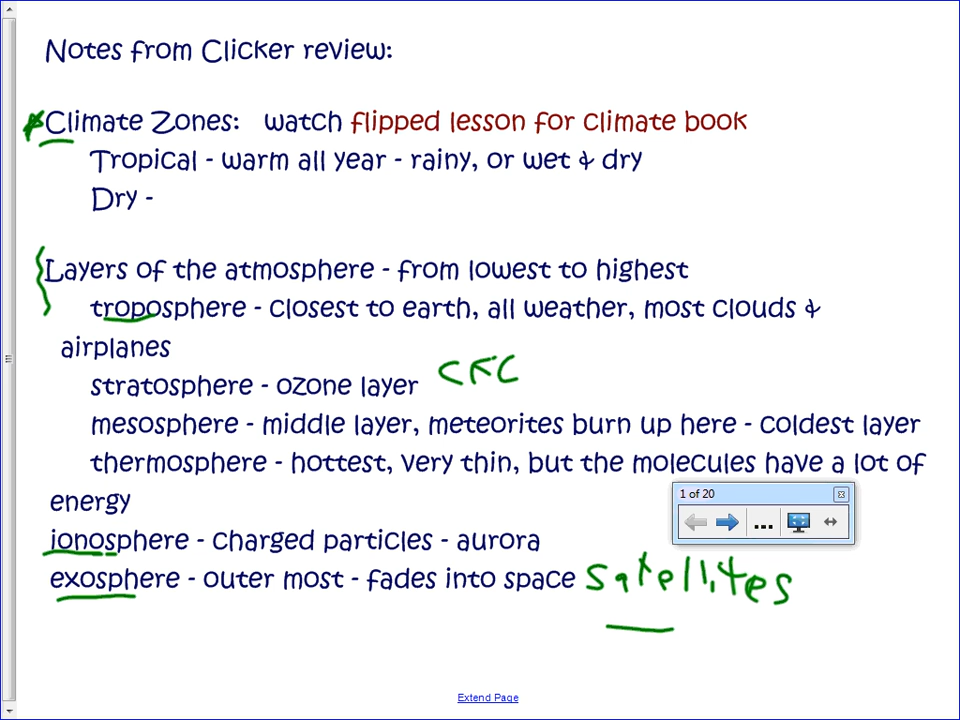 Notes from Clicker review:
Climate Zones: watch flipped lesson for climate book
Tropical - warm all year - rainy, or wet & dry
Dry -
Layers of the atmosphere - from lowest to highest
troposphere - closest to earth, all weather, most clouds &
airplanes
stratosphere - ozone layer CFC
mesosphere - middle layer, meteorites burn up here - coldest layer
thermosphere - hottest, very thin, but the molecules have a lot of
energy
1 of 20
...
ionosphere - charged particles - aurora
exosphere - outer most - fades into space satellites
Extend Page